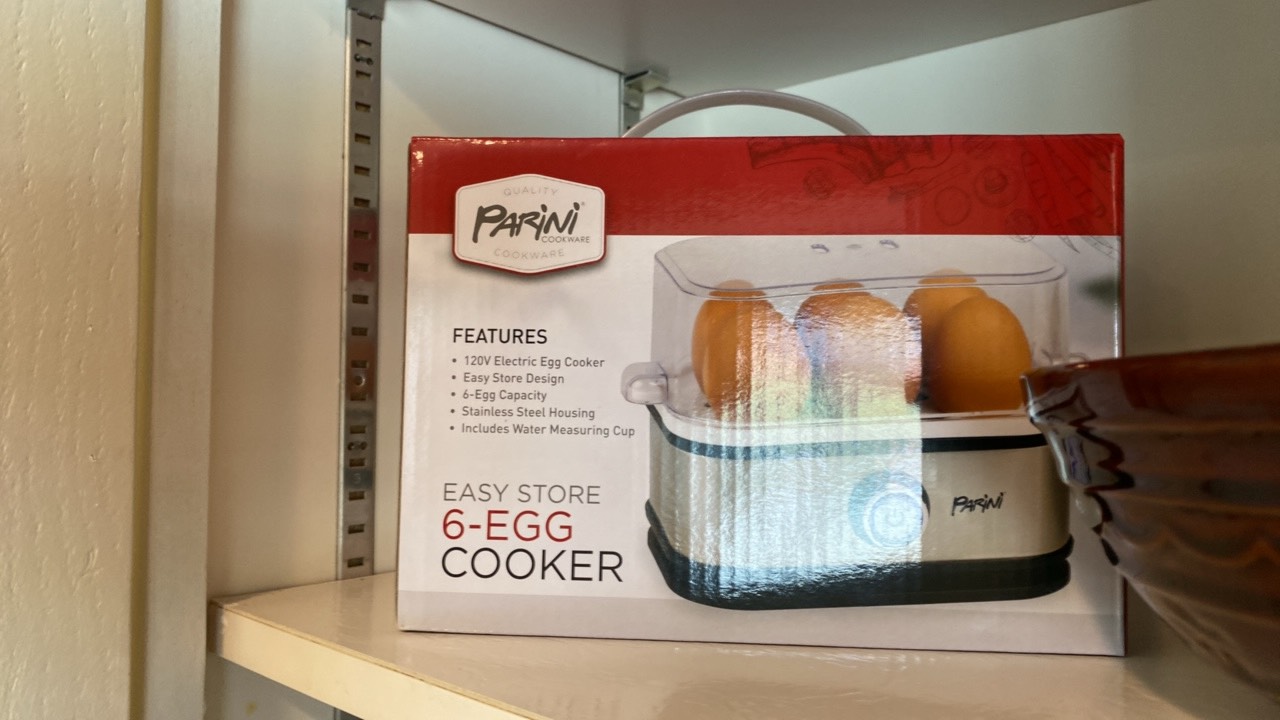 QUALITY
PARINI®
COOKWARE
COOKWARE
FEATURES
• 120V Electric Egg Cooker
• Easy Store Design
• 6-Egg Capacity
• Stainless Steel Housing
• Includes Water Measuring Cup
EASY STORE
6-EGG
COOKER
PARINI